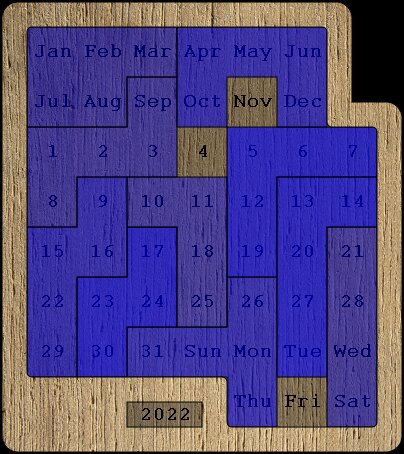 Jan Feb Mar Apr May Jun
Jul Aug Sep Oct Nov Dec
1 2 3 4 5 6 7
8 9 10 11 12 13 14
15 16 17 18 19 20 21
22 23 24 25 26 27 28
29 30 31 Sun Mon Tue Wed
Thu Fri Sat
2022